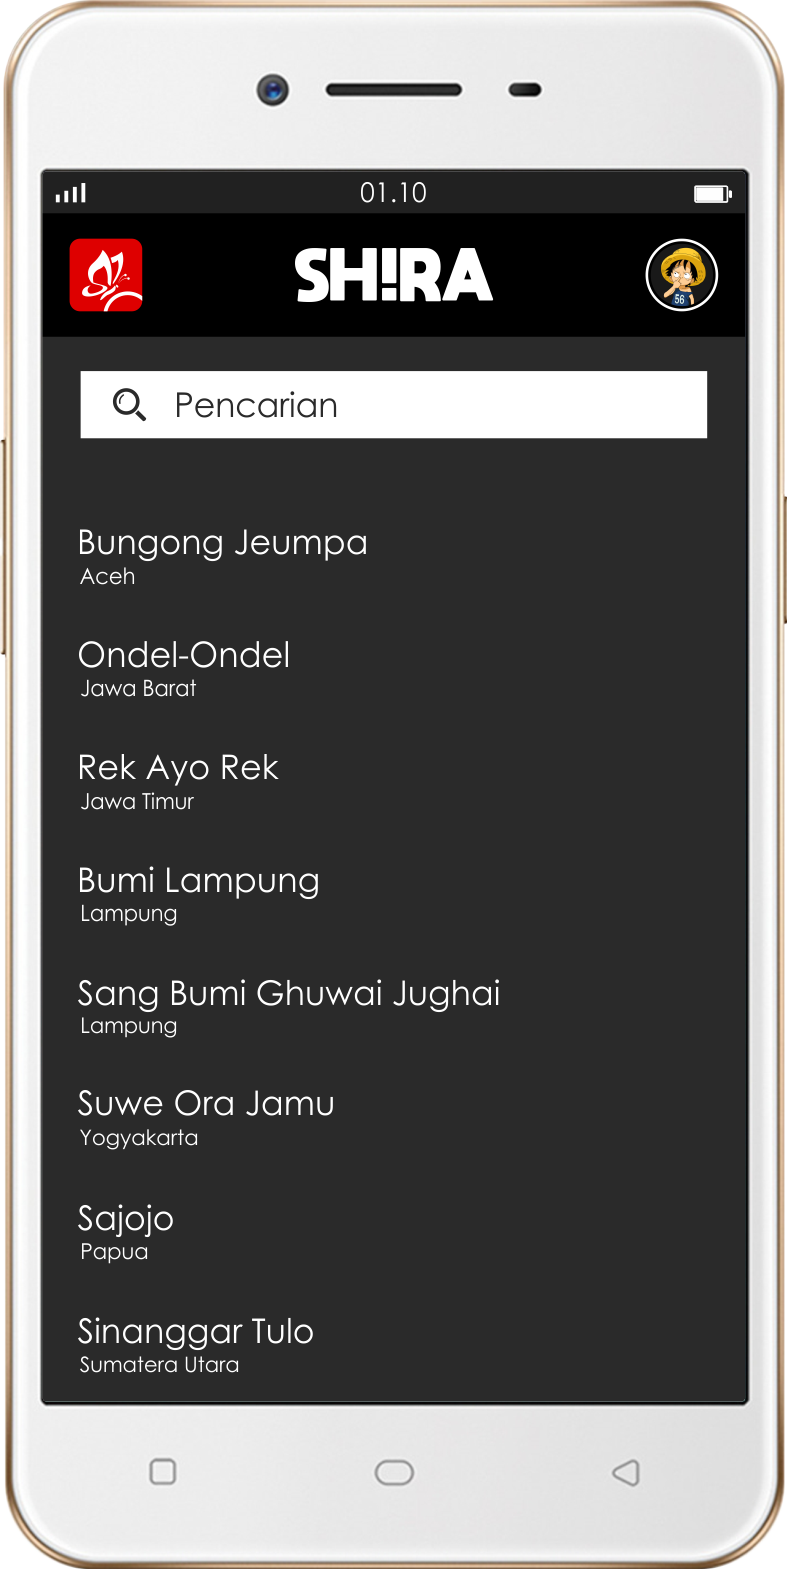 01.10
SH!RA
56
Pencarian
Bungong Jeumpa
Aceh
Ondel-Ondel
Jawa Barat
Rek Ayo Rek
Jawa Timur
Bumi Lampung
Lampung
Sang Bumi Ghuwai Jughai
Lampung
Suwe Ora Jamu
Yogyakarta
Sajojo
Papua
Sinanggar Tulo
Sumatera Utara